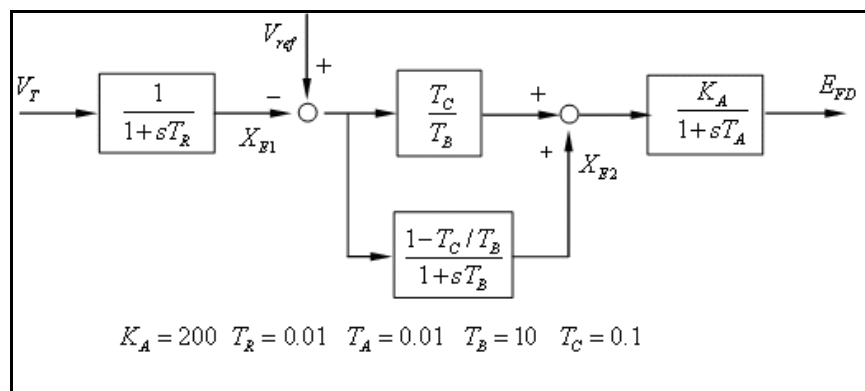 V_ref
V_T
1
1+sT_R
X_E1
−
+
T_C
T_B
+
+
X_E2
K_A
1+sT_A
E_FD
1−T_C/T_B
1+sT_B
K_A=200 T_R=0.01 T_A=0.01 T_B=10 T_C=0.1